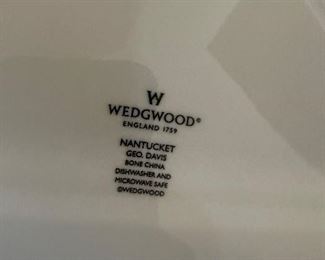 W
WEDGWOOD®
ENGLAND 1759
NANTUCKET
GEO. DAVIS
BONE CHINA
DISHWASHER AND
MICROWAVE SAFE
©WEDGWOOD